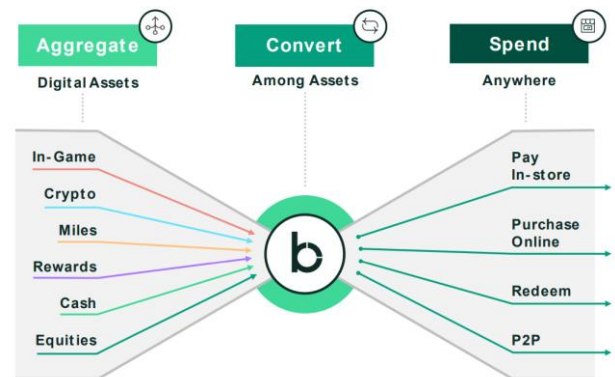 Aggregate
Convert
Spend
Digital Assets
Among Assets
Anywhere
In-Game
Crypto
Miles
Rewards
Cash
Equities
b
Pay
In-store
Purchase
Online
Redeem
P2P